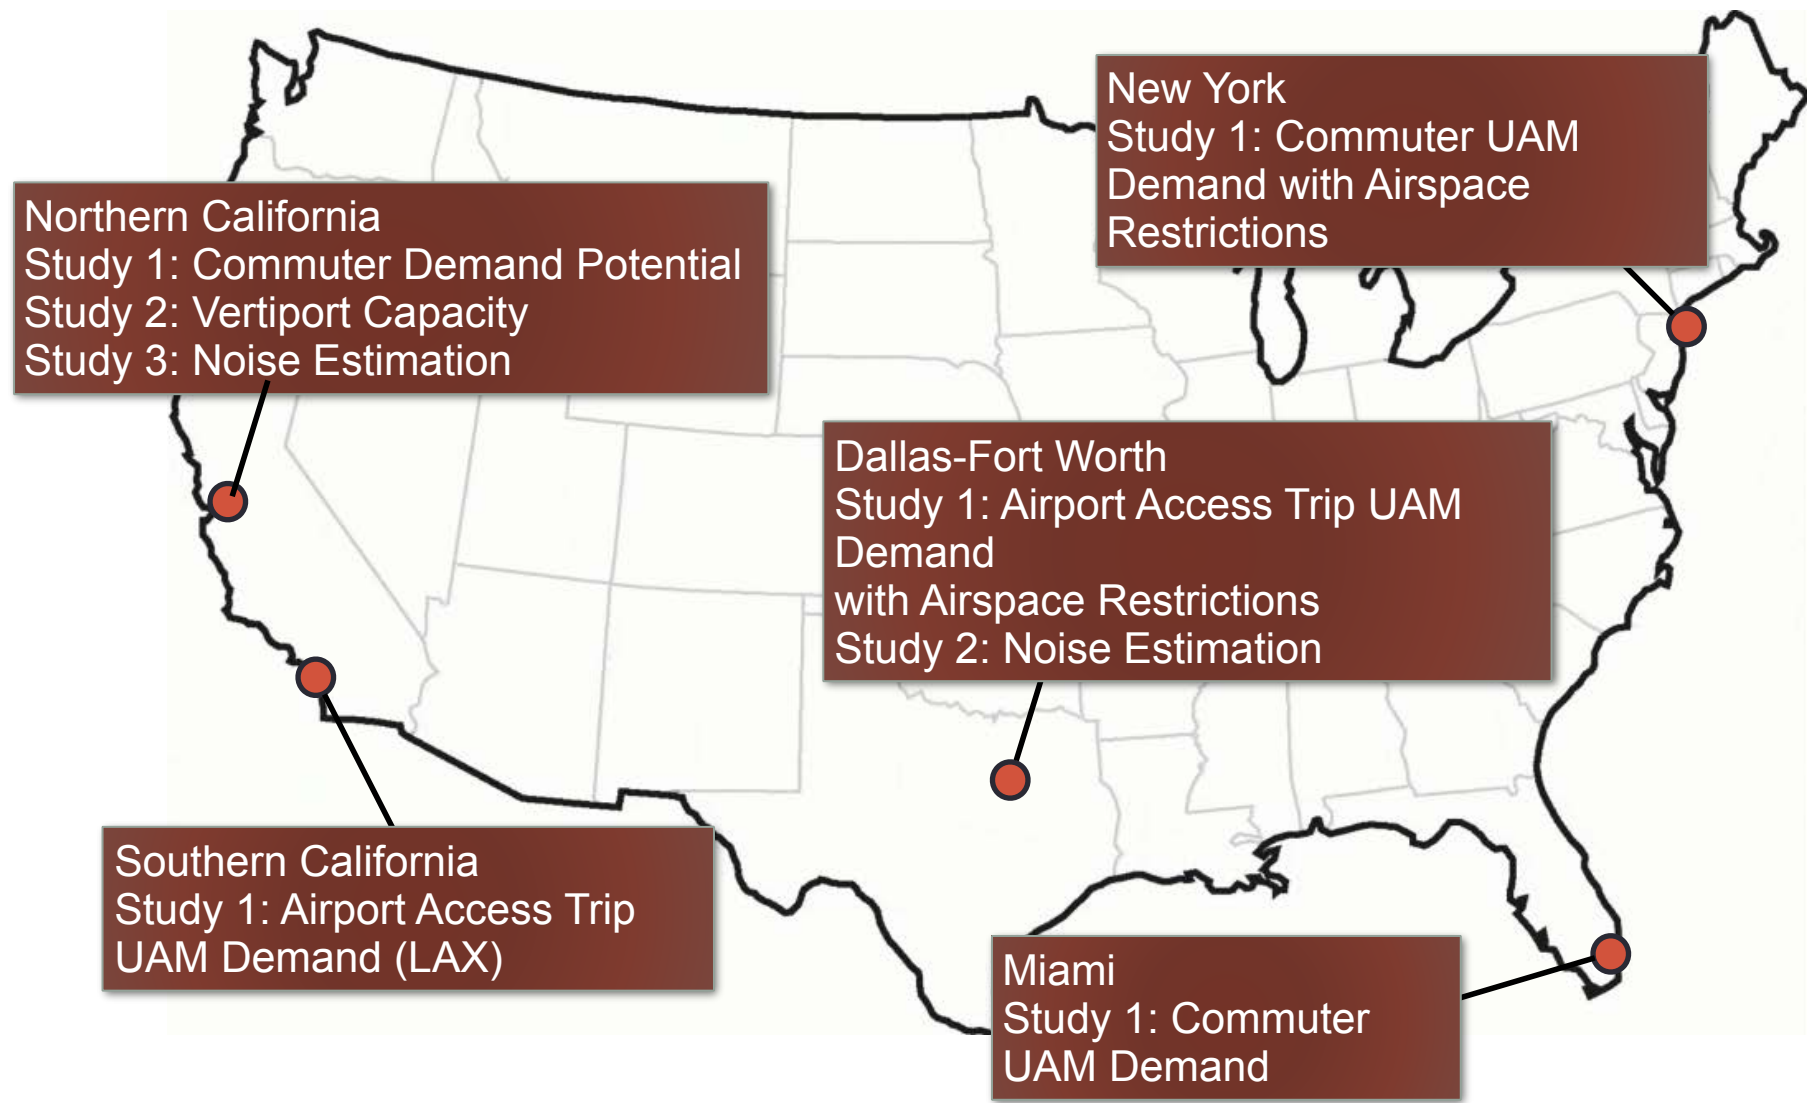 New York
Study 1: Commuter UAM
Demand with Airspace
Restrictions
Northern California
Study 1: Commuter Demand Potential
Study 2: Vertiport Capacity
Study 3: Noise Estimation
Dallas-Fort Worth
Study 1: Airport Access Trip UAM
Demand
with Airspace Restrictions
Study 2: Noise Estimation
Southern California
Study 1: Airport Access Trip
UAM Demand (LAX)
Miami
Study 1: Commuter
UAM Demand